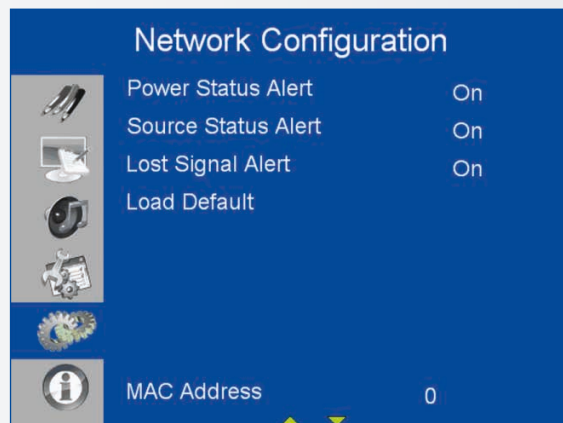 Network Configuration
Power Status Alert On
Source Status Alert On
Lost Signal Alert On
Load Default
MAC Address 0